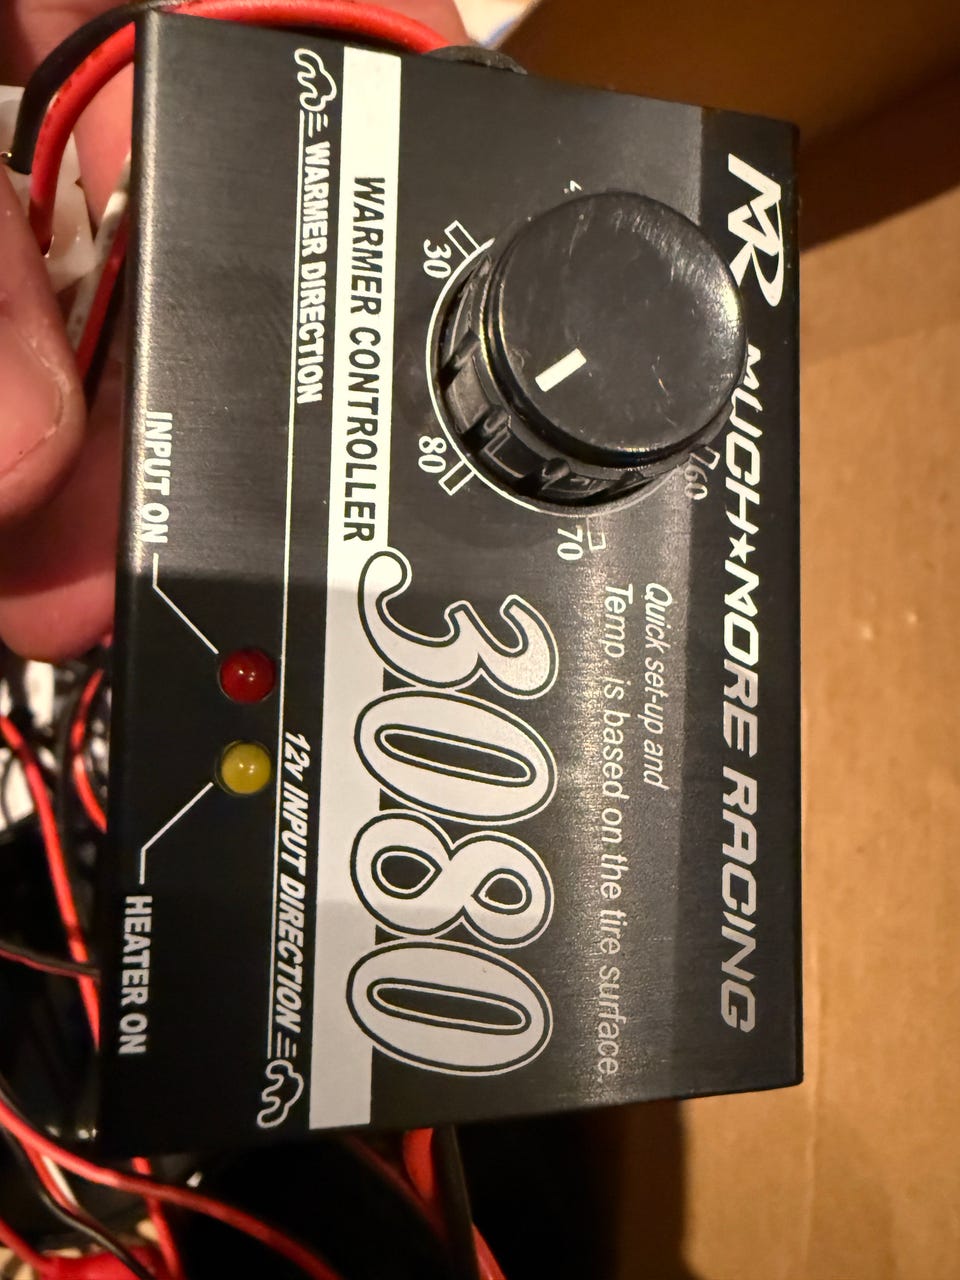 MR MUCH★MORE RACING
Quick set-up and
Temp. is based on the tire surface.
60
70
30
80
3080
WARMER CONTROLLER
WARMER DIRECTION
12v INPUT DIRECTION
INPUT ON
HEATER ON